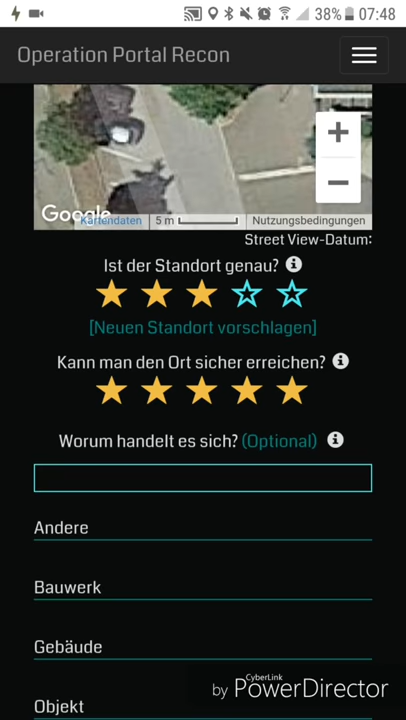 38% 07:48
Operation Portal Recon
+
−
Google
Kartendaten 5 m Nutzungsbedingungen
Street View-Datum:
Ist der Standort genau?
[Neuen Standort vorschlagen]
Kann man den Ort sicher erreichen?
Worum handelt es sich? (Optional)
Andere
Bauwerk
Gebäude
Objekt
by CyberLink PowerDirector